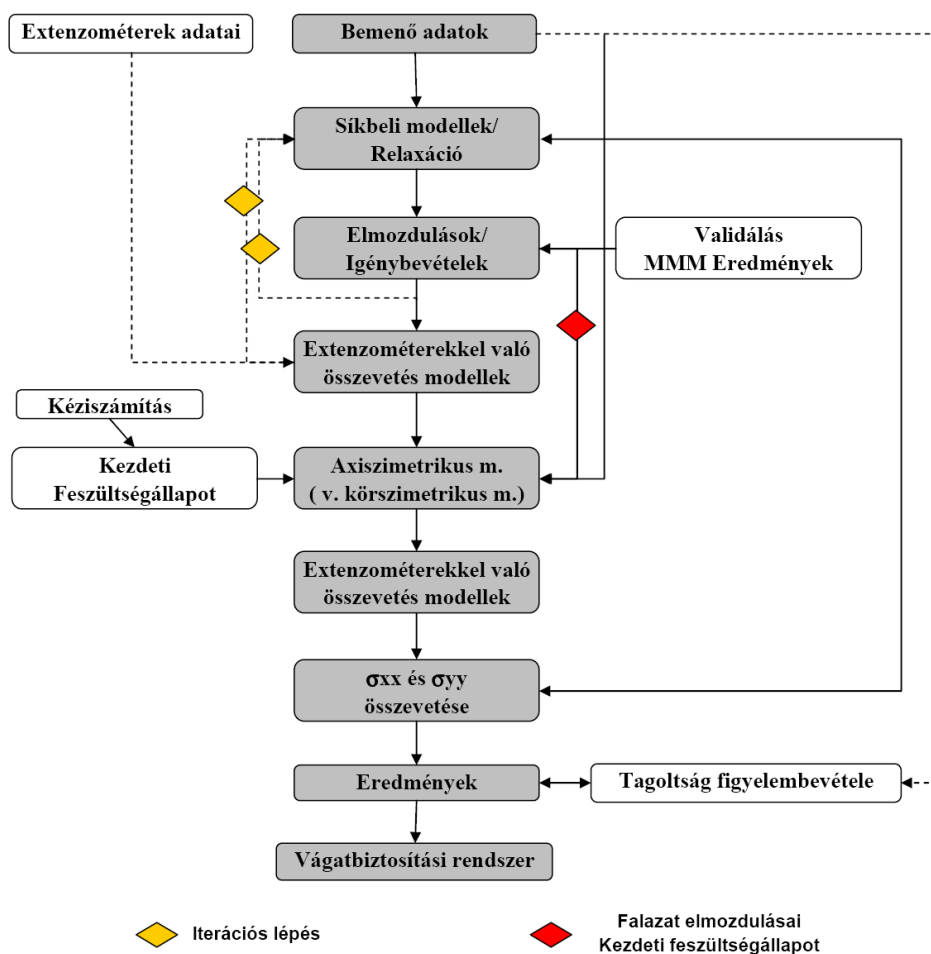 Extenzométerek adatai
Bemenő adatok
Síkbeli modellek/
Relaxáció
Elmozdulások/
Igénybevételek
Validálás
MMM Eredmények
Extenzométerekkel való
összevetés modellek
Kéziszámítás
Kezdeti
Feszültségállapot
Axiszimetrikus m.
( v. körszimetrikus m.)
Extenzométerekkel való
összevetés modellek
σxx és σyy
összevetése
Eredmények
Tagoltság figyelembevétele
Vágatbiztosítási rendszer
Iterációs lépés
Falazat elmozdulásai
Kezdeti feszültségállapot